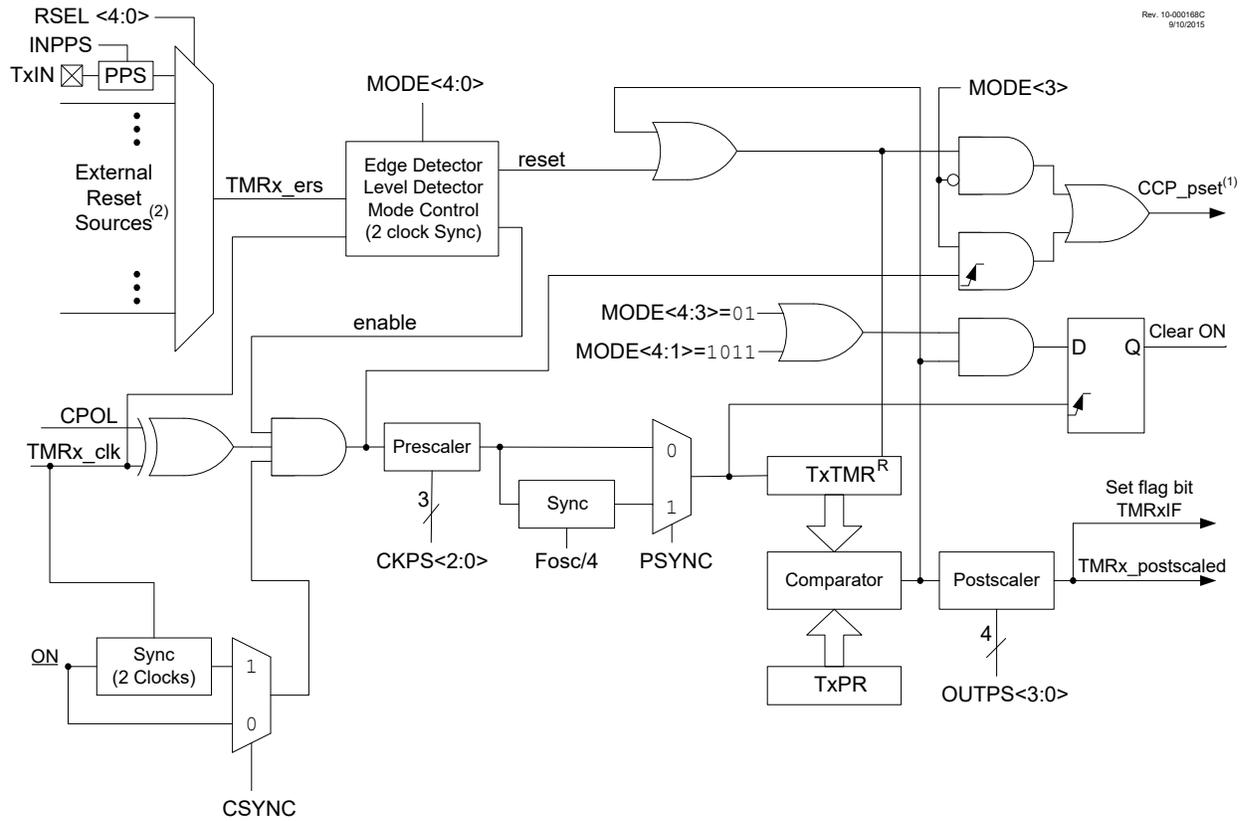 Rev. 10-000168C
9/10/2015
RSEL <4:0>
INPPS
TxIN
PPS
MODE<4:0>
MODE<3>
External
Reset
Sources(2)
TMRx_ers
Edge Detector
Level Detector
Mode Control
(2 clock Sync)
reset
CCP_pset(1)
enable
MODE<4:3>=01
MODE<4:1>=1011
D
Q
Clear ON
CPOL
TMRx_clk
Prescaler
3
CKPS<2:0>
Sync
Fosc/4
0
1
PSYNC
TxTMR
R
Comparator
TxPR
Postscaler
4
OUTPS<3:0>
Set flag bit
TMRxIF
TMRx_postscaled
ON
Sync
(2 Clocks)
1
0
CSYNC